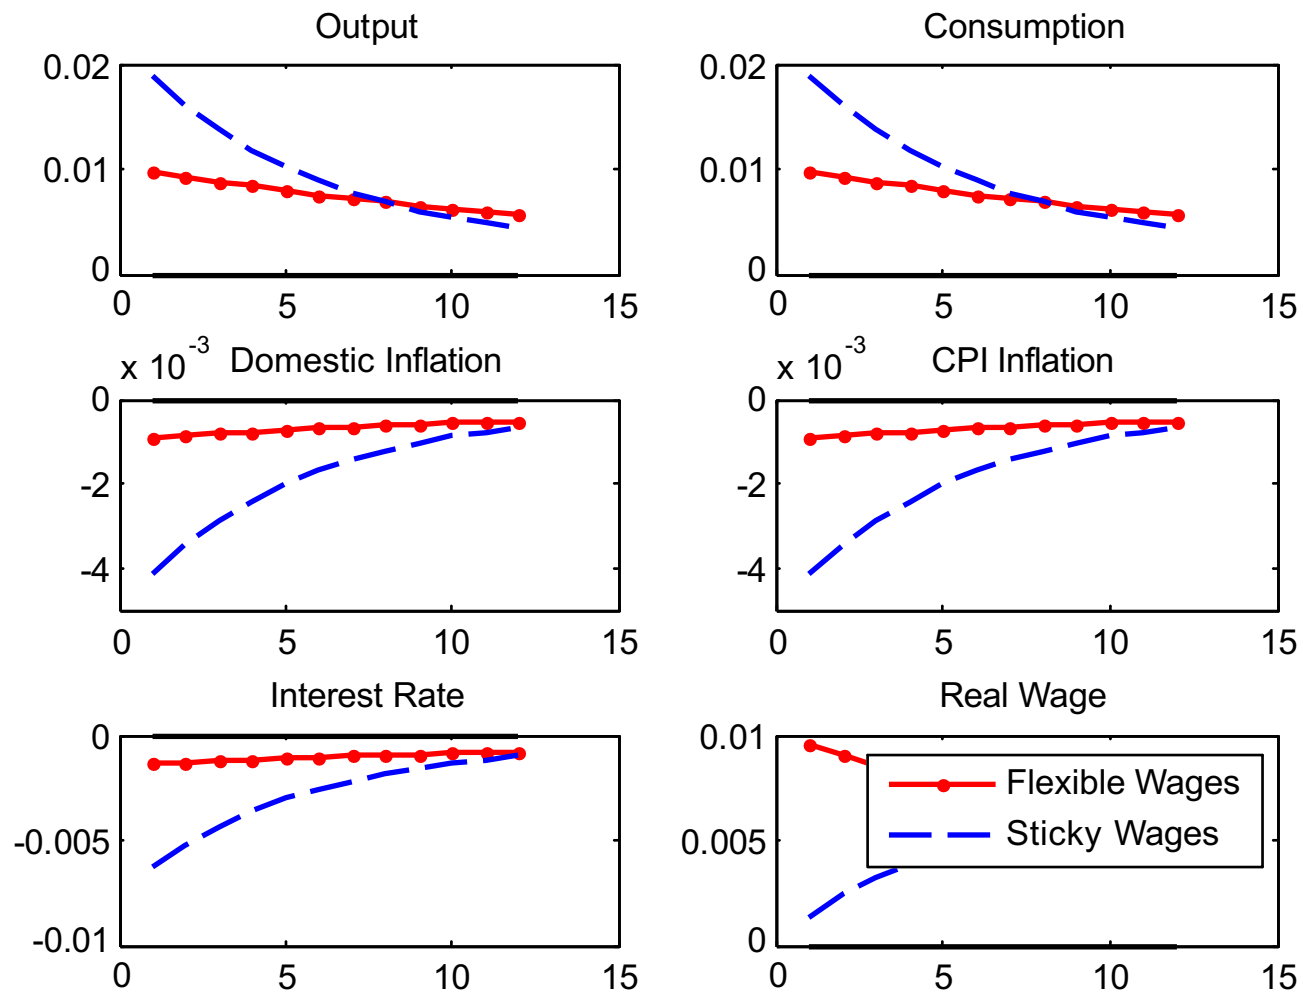 Output
0.02
0.01
0
0 5 10 15
Consumption
0.02
0.01
0
0 5 10 15
x 10^-3 Domestic Inflation
0
-2
-4
0 5 10 15
x 10^-3 CPI Inflation
0
-2
-4
0 5 10 15
Interest Rate
0
-0.005
-0.01
0 5 10 15
Real Wage
0.01
0.005
0
0 5 10 15
Flexible Wages
Sticky Wages